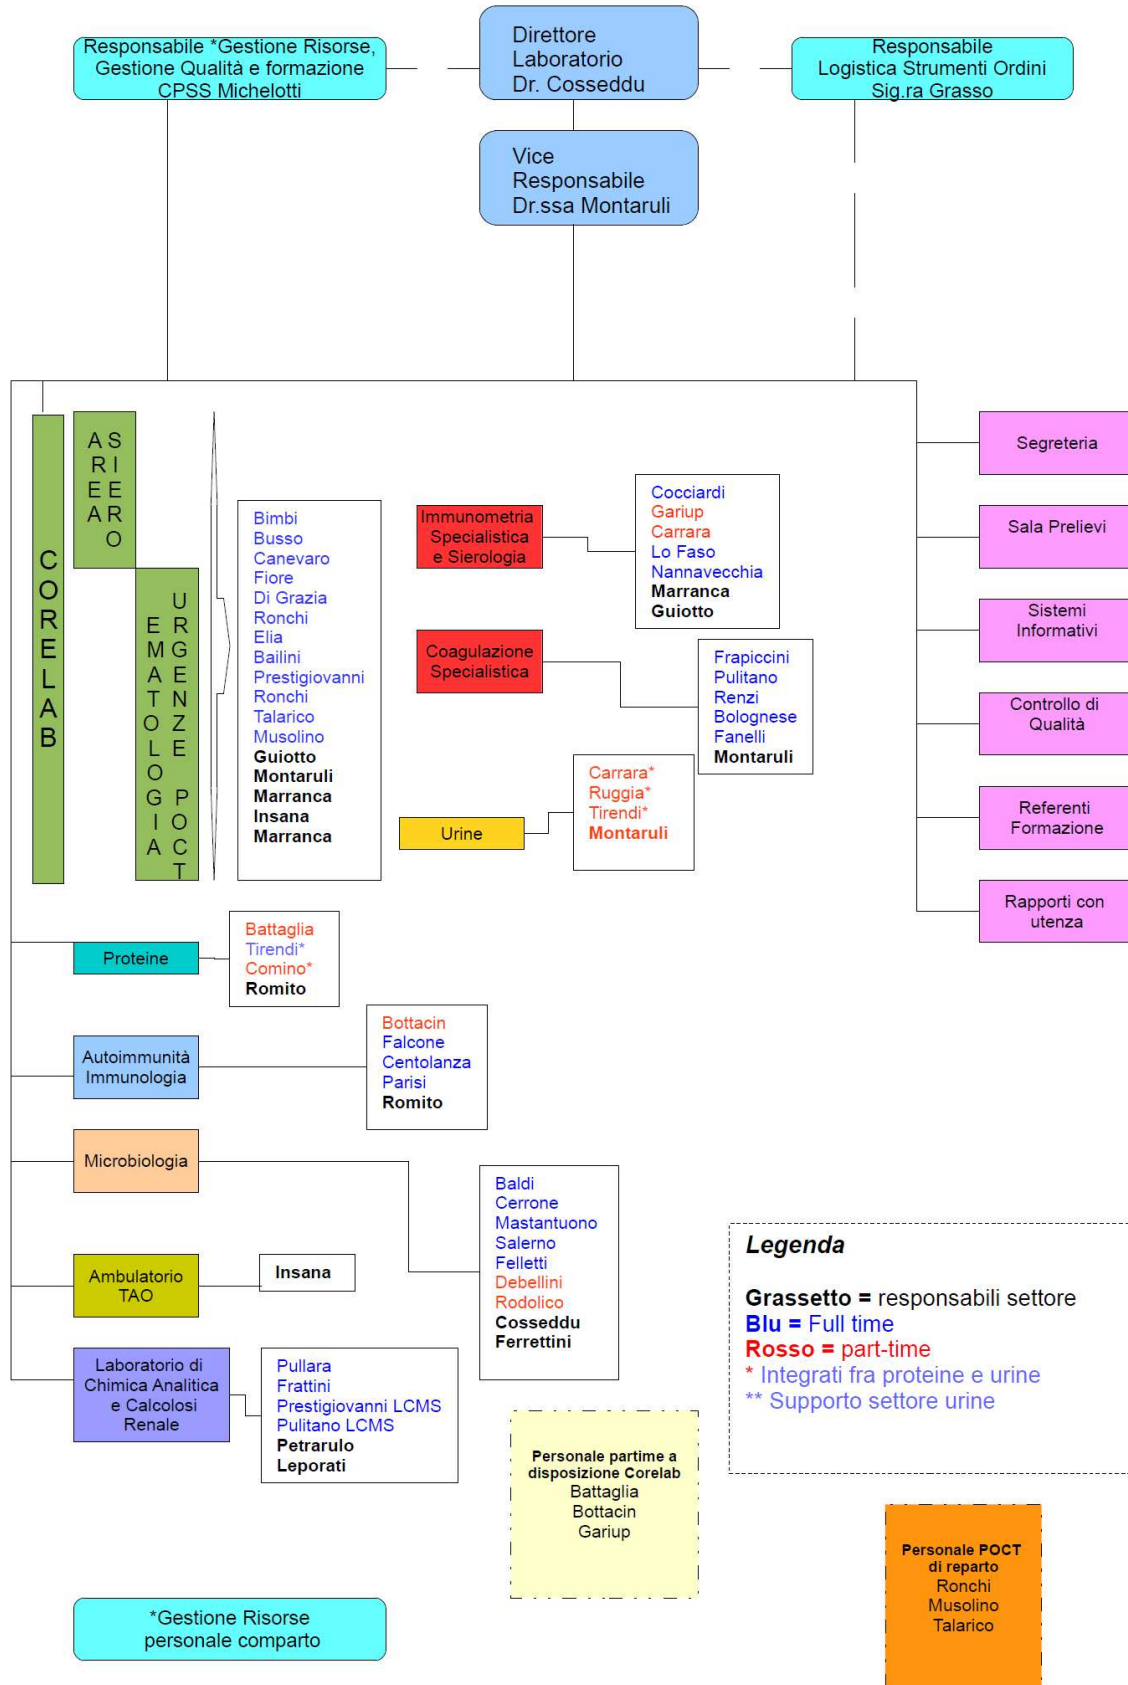 Responsabile *Gestione Risorse,
Gestione Qualità e formazione
CPSS Michelotti
Direttore
Laboratorio
Dr. Cosseddu
Responsabile
Logistica Strumenti Ordini
Sig.ra Grasso
Vice
Responsabile
Dr.ssa Montaruli
CORELAB
AREA
SIERO
EMATOLOGIA
URGENZE POCT
Bimbi
Busso
Canevaro
Fiore
Di Grazia
Ronchi
Elia
Bailini
Prestigiovanni
Ronchi
Talarico
Musolino
Guiotto
Montaruli
Marranca
Insana
Marranca
Immunometria
Specialistica
e Sierologia
Cocciardi
Gariup
Carrara
Lo Faso
Nannavecchia
Marranca
Guiotto
Coagulazione
Specialistica
Frapiccini
Pulitano
Renzi
Bolognese
Fanelli
Montaruli
Urine
Carrara*
Ruggia*
Tirendi*
Montaruli
Segreteria
Sala Prelievi
Sistemi
Informativi
Controllo di
Qualità
Referenti
Formazione
Rapporti con
utenza
Proteine
Battaglia
Tirendi*
Comino*
Romito
Autoimmunità
Immunologia
Bottacin
Falcone
Centolanza
Parisi
Romito
Microbiologia
Baldi
Cerrone
Mastantuono
Salerno
Felletti
Debellini
Rodolico
Cosseddu
Ferrettini
Ambulatorio
TAO
Insana
Laboratorio di
Chimica Analitica
e Calcolosi
Renale
Pullara
Frattini
Prestigiovanni LCMS
Pulitano LCMS
Petrarulo
Leporati
Legenda
Grassetto = responsabili settore
Blu = Full time
Rosso = part-time
* Integrati fra proteine e urine
** Supporto settore urine
Personale partime a
disposizione Corelab
Battaglia
Bottacin
Gariup
Personale POCT
di reparto
Ronchi
Musolino
Talarico
*Gestione Risorse
personale comparto